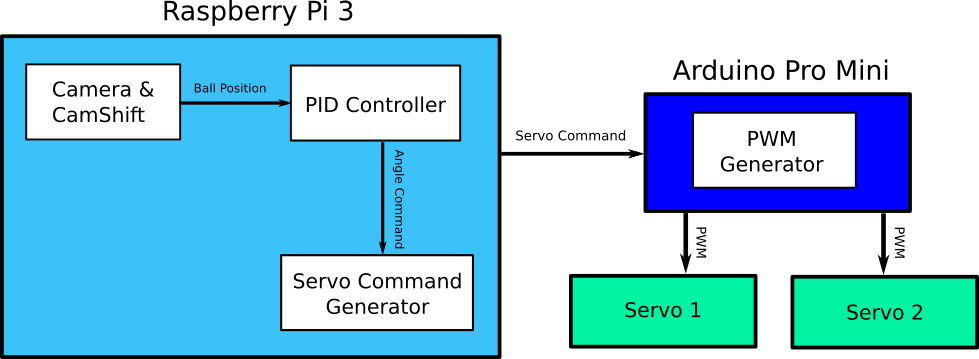 Raspberry Pi 3
Camera &
CamShift
Ball Position
PID Controller
Angle Command
Servo Command
Generator
Servo Command
Arduino Pro Mini
PWM
Generator
PWM
PWM
Servo 1
Servo 2